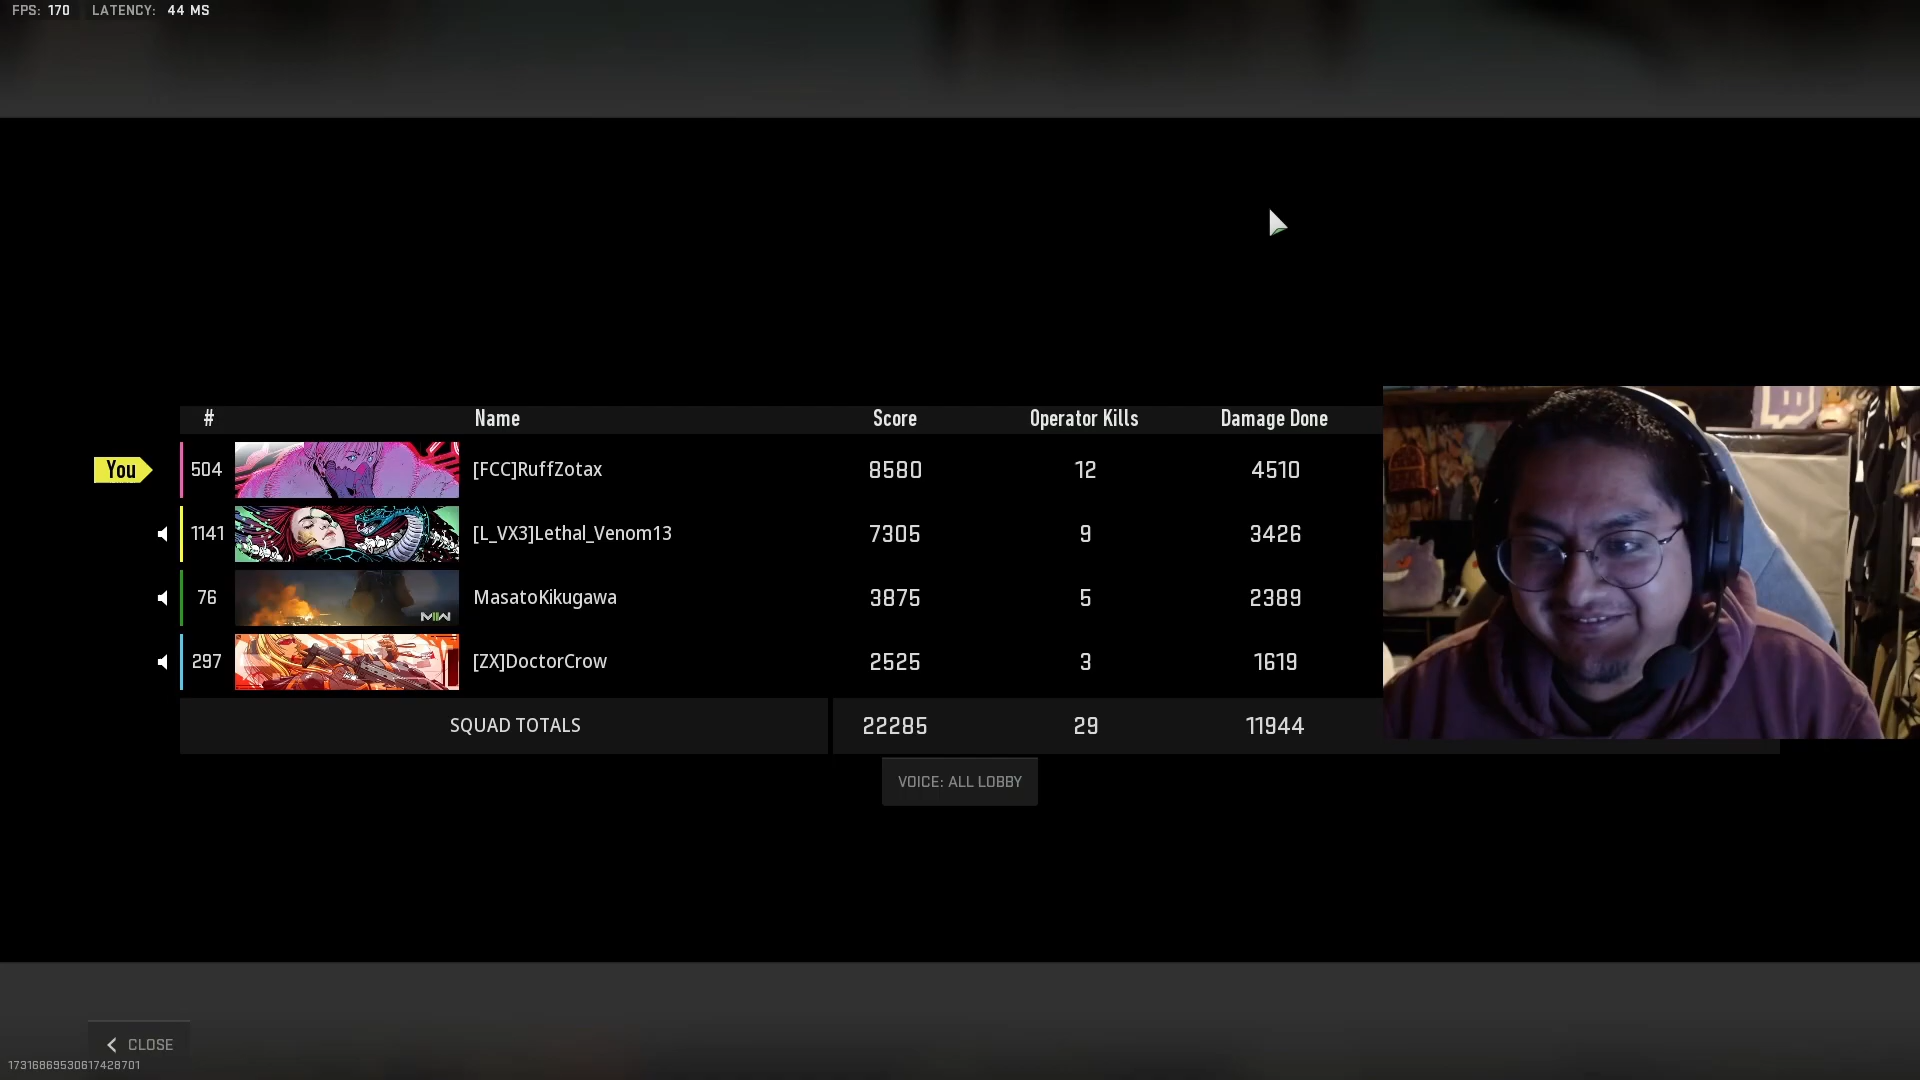 FPS: 170 LATENCY: 44 MS
# Name Score Operator Kills Damage Done
You 504 [FCC]RuffZotax 8580 12 4510
1141 [L_VX3]Lethal_Venom13 7305 9 3426
76 MWII MasatoKikugawa 3875 5 2389
297 [ZX]DoctorCrow 2525 3 1619
SQUAD TOTALS 22285 29 11944
VOICE: ALL LOBBY
CLOSE
17316869530617428701